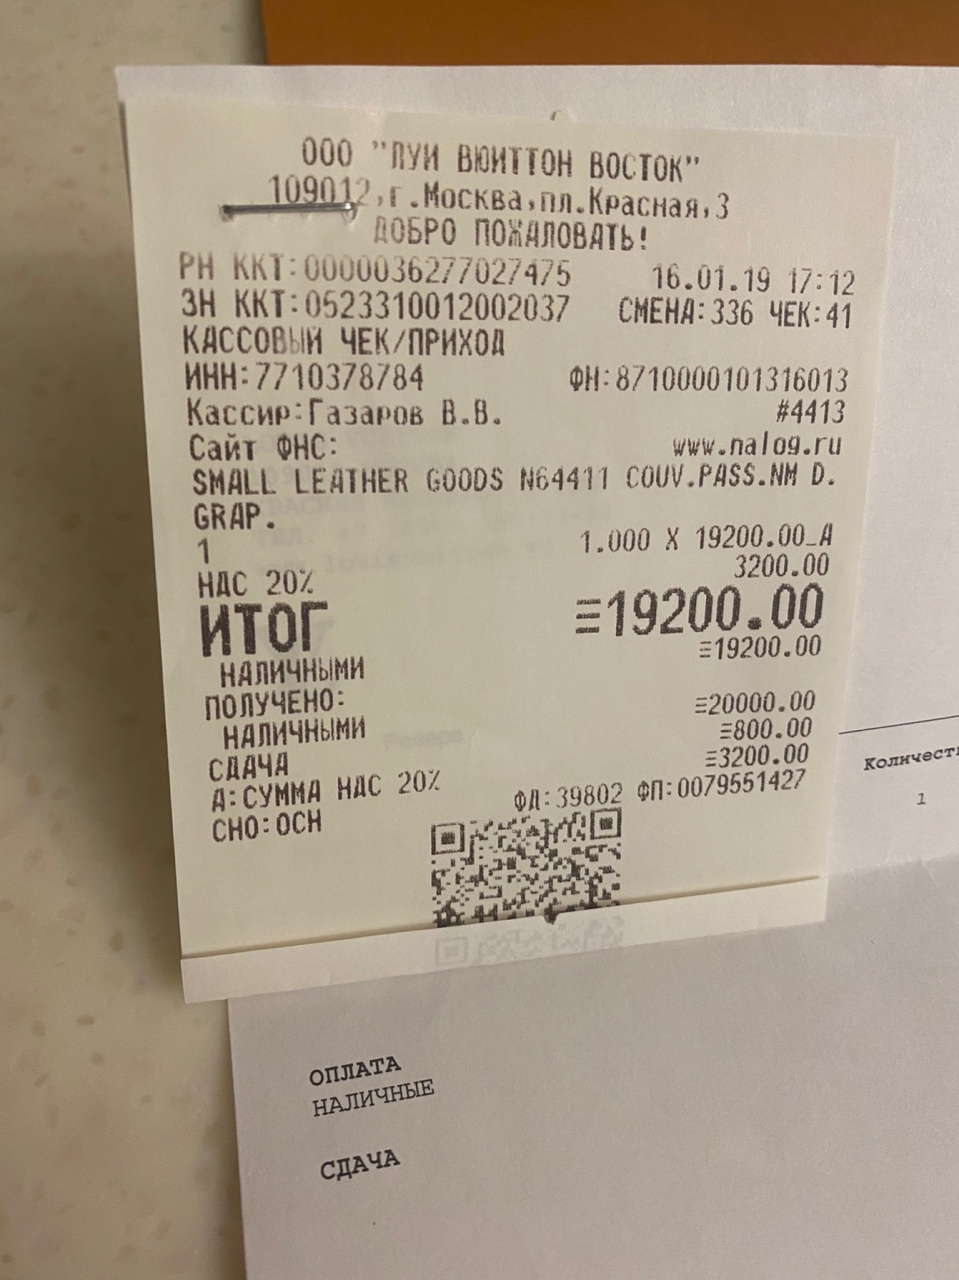 ООО "ЛУИ ВЮИТТОН ВОСТОК"
109012,г.Москва,пл.Красная,3
ДОБРО ПОЖАЛОВАТЬ!
РН ККТ:0000036277027475 16.01.19 17:12
ЗН ККТ:0523310012002037 СМЕНА:336 ЧЕК:41
КАССОВЫЙ ЧЕК/ПРИХОД
ИНН:7710378784 ФН:8710000101316013
Кассир:Газаров В.В. #4413
Сайт ФНС: www.nalog.ru
SMALL LEATHER GOODS N64411 COUV.PASS.NM D.
GRAP.
1 1.000 X 19200.00_А
НДС 20% 3200.00
ИТОГ ≡19200.00
НАЛИЧНЫМИ ≡19200.00
ПОЛУЧЕНО:
НАЛИЧНЫМИ ≡20000.00
СДАЧА ≡800.00
А:СУММА НДС 20% ≡3200.00
СНО:ОСН ФД:39802 ФП:0079551427
Количест
1
ОПЛАТА
НАЛИЧНЫЕ
СДАЧА